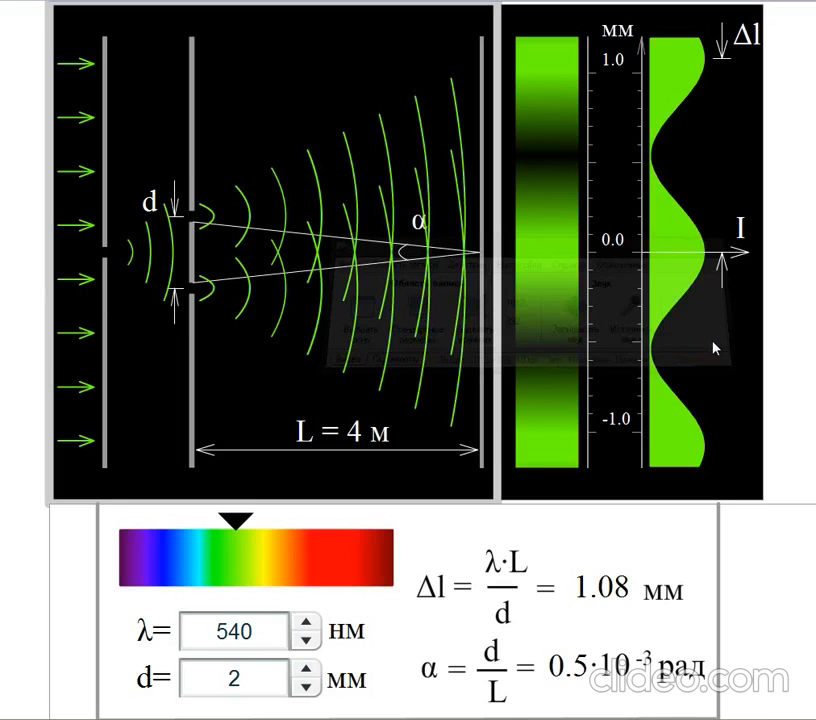 d
α
L = 4 м
мм
Δl
1.0
0.0
I
-1.0
Δl = λ·L / d = 1.08 мм
λ= 540 нм
α = d / L = 0.5·10⁻³ рад
d= 2 мм
clideo.com